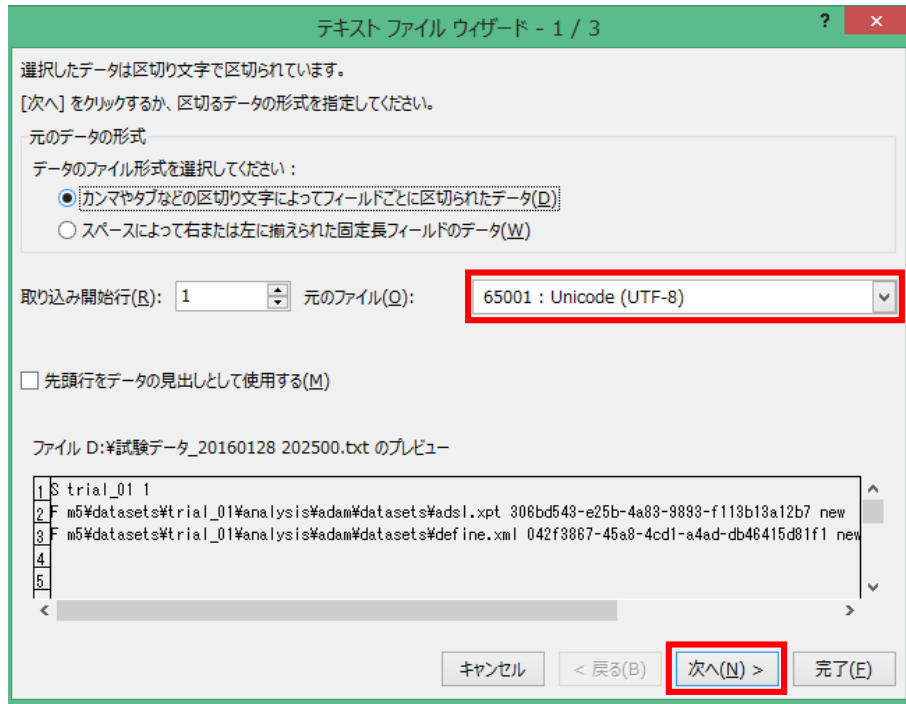 テキスト ファイル ウィザード - 1 / 3
? ×
選択したデータは区切り文字で区切られています。
[次へ] をクリックするか、区切るデータの形式を指定してください。
元のデータの形式
データのファイル形式を選択してください：
カンマやタブなどの区切り文字によってフィールドごとに区切られたデータ(D)
スペースによって右または左に揃えられた固定長フィールドのデータ(W)
取り込み開始行(R): 1 元のファイル(O): 65001 : Unicode (UTF-8)
先頭行をデータの見出しとして使用する(M)
ファイル D:¥試験データ_20160128 202500.txt のプレビュー
1 S trial_01 1
2 F m5¥datasets¥trial_01¥analysis¥adam¥datasets¥adsl.xpt 306bd543-e25b-4a83-9893-f113b13a12b7 new
3 F m5¥datasets¥trial_01¥analysis¥adam¥datasets¥define.xml 042f3867-45a8-4cd1-a4ad-db46415d81f1 new
4
5
キャンセル < 戻る(B) 次へ(N) > 完了(F)